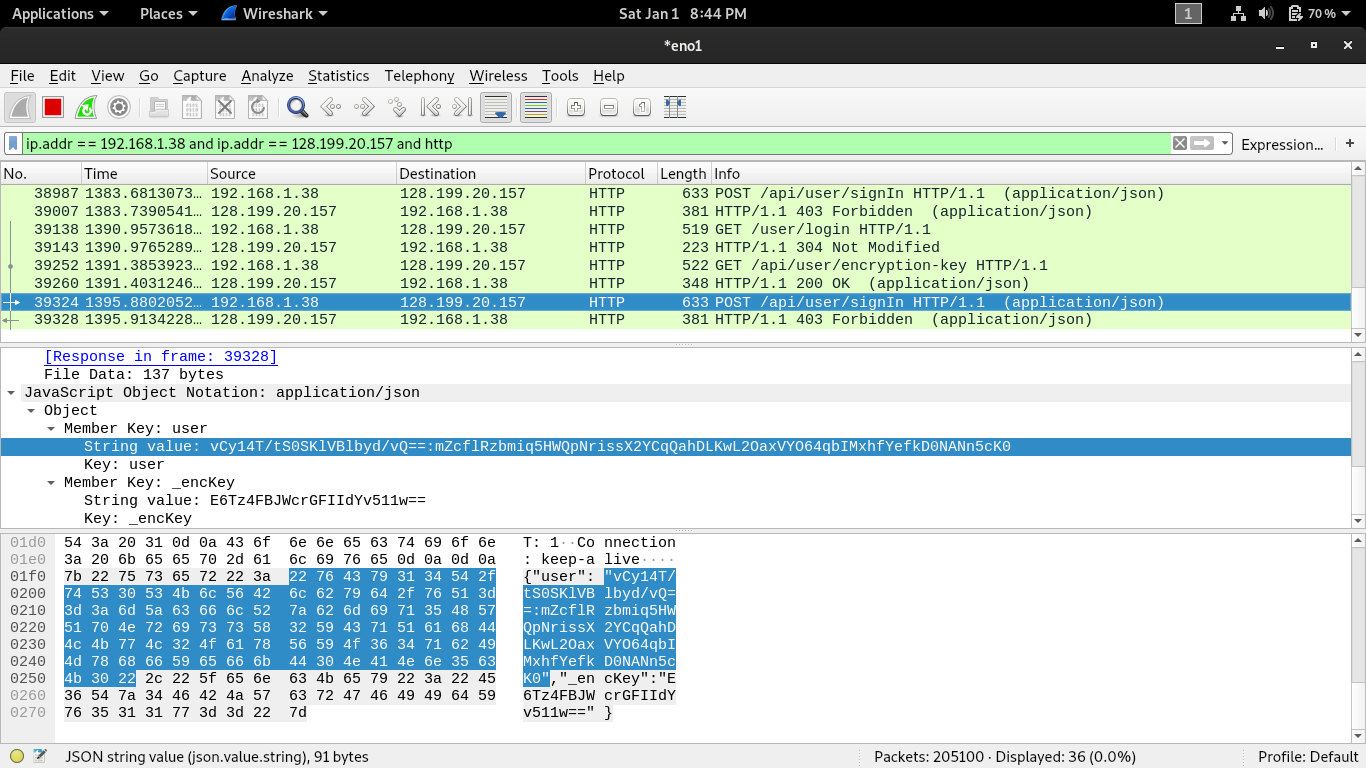 Applications Places Wireshark Sat Jan 1 8:44 PM 1 70 %
*eno1
File Edit View Go Capture Analyze Statistics Telephony Wireless Tools Help
ip.addr == 192.168.1.38 and ip.addr == 128.199.20.157 and http Expression... +
No. Time Source Destination Protocol Length Info
38987 1383.6813073... 192.168.1.38 128.199.20.157 HTTP 633 POST /api/user/signIn HTTP/1.1 (application/json)
39007 1383.7390541... 128.199.20.157 192.168.1.38 HTTP 381 HTTP/1.1 403 Forbidden (application/json)
39138 1390.9573618... 192.168.1.38 128.199.20.157 HTTP 519 GET /user/login HTTP/1.1
39143 1390.9765289... 128.199.20.157 192.168.1.38 HTTP 223 HTTP/1.1 304 Not Modified
39252 1391.3853923... 192.168.1.38 128.199.20.157 HTTP 522 GET /api/user/encryption-key HTTP/1.1
39260 1391.4031246... 128.199.20.157 192.168.1.38 HTTP 348 HTTP/1.1 200 OK (application/json)
39324 1395.8802052... 192.168.1.38 128.199.20.157 HTTP 633 POST /api/user/signIn HTTP/1.1 (application/json)
39328 1395.9134228... 128.199.20.157 192.168.1.38 HTTP 381 HTTP/1.1 403 Forbidden (application/json)
[Response in frame: 39328]
File Data: 137 bytes
JavaScript Object Notation: application/json
Object
Member Key: user
String value: vCy14T/tS0SKlVBlbyd/vQ==:mZcflRzbmiq5HWQpNrissX2YCqQahDLKwL2OaxVYO64qbIMxhfYefkD0NANn5cK0
Key: user
Member Key: _encKey
String value: E6Tz4FBJWcrGFIIdYv511w==
Key: _encKey
01d0 54 3a 20 31 0d 0a 43 6f 6e 6e 65 63 74 69 6f 6e T: 1··Co nnection
01e0 3a 20 6b 65 65 70 2d 61 6c 69 76 65 0d 0a 0d 0a : keep-a live····
01f0 7b 22 75 73 65 72 22 3a 22 76 43 79 31 34 54 2f {"user": "vCy14T/
0200 74 53 30 53 4b 6c 56 42 6c 62 79 64 2f 76 51 3d tS0SKlVB lbyd/vQ=
0210 3d 3a 6d 5a 63 66 6c 52 7a 62 6d 69 71 35 48 57 =:mZcflR zbmiq5HW
0220 51 70 4e 72 69 73 73 58 32 59 43 71 51 61 68 44 QpNrissX 2YCqQahD
0230 4c 4b 77 4c 32 4f 61 78 56 59 4f 36 34 71 62 49 LKwL2Oax VYO64qbI
0240 4d 78 68 66 59 65 66 6b 44 30 4e 41 4e 6e 35 63 MxhfYefk D0NANn5c
0250 4b 30 22 2c 22 5f 65 6e 63 4b 65 79 22 3a 22 45 K0","_en cKey":"E
0260 36 54 7a 34 46 42 4a 57 63 72 47 46 49 49 64 59 6Tz4FBJW crGFIIdY
0270 76 35 31 31 77 3d 3d 22 7d v511w==" }
JSON string value (json.value.string), 91 bytes Packets: 205100 · Displayed: 36 (0.0%) Profile: Default